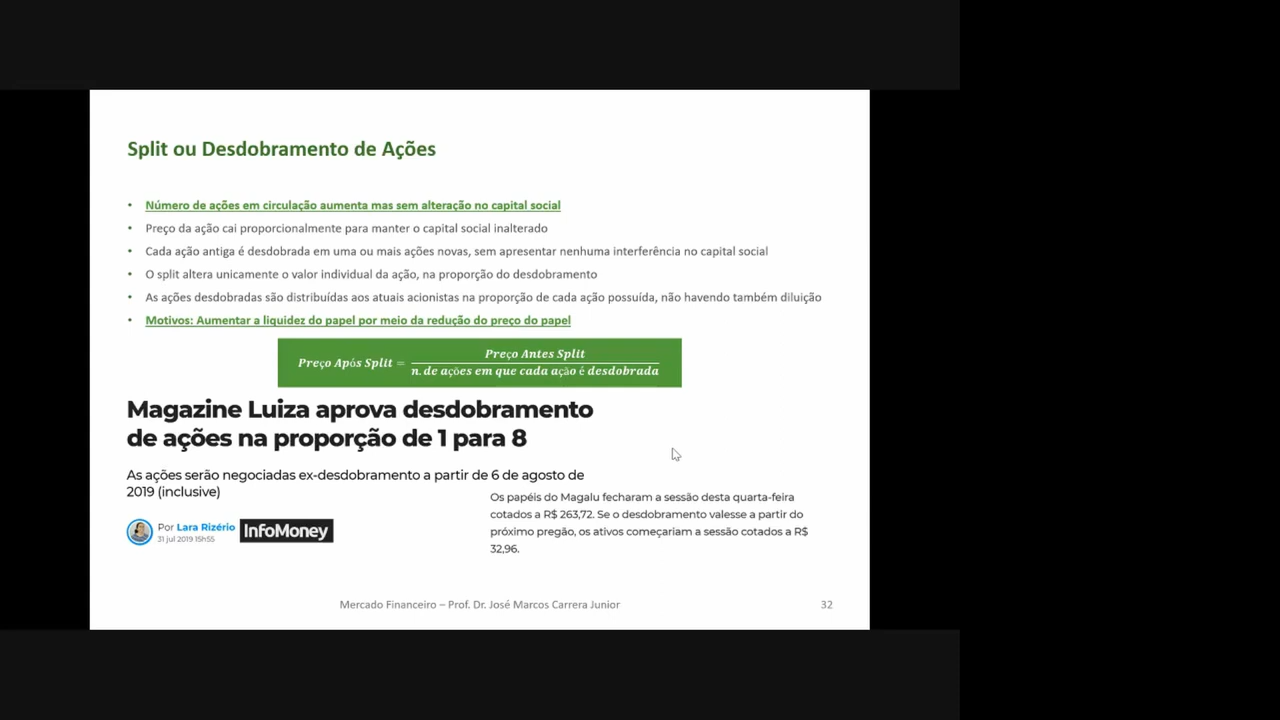 Split ou Desdobramento de Ações
• Número de ações em circulação aumenta mas sem alteração no capital social
• Preço da ação cai proporcionalmente para manter o capital social inalterado
• Cada ação antiga é desdobrada em uma ou mais ações novas, sem apresentar nenhuma interferência no capital social
• O split altera unicamente o valor individual da ação, na proporção do desdobramento
• As ações desdobradas são distribuídas aos atuais acionistas na proporção de cada ação possuída, não havendo também diluição
• Motivos: Aumentar a liquidez do papel por meio da redução do preço do papel
Preço Após Split = Preço Antes Split
n. de ações em que cada ação é desdobrada
Magazine Luiza aprova desdobramento
de ações na proporção de 1 para 8
As ações serão negociadas ex-desdobramento a partir de 6 de agosto de
2019 (inclusive)
Por Lara Rizério
31 jul 2019 15h55
InfoMoney
Os papéis do Magalu fecharam a sessão desta quarta-feira
cotados a R$ 263,72. Se o desdobramento valesse a partir do
próximo pregão, os ativos começariam a sessão cotados a R$
32,96.
Mercado Financeiro – Prof. Dr. José Marcos Carrera Junior
32